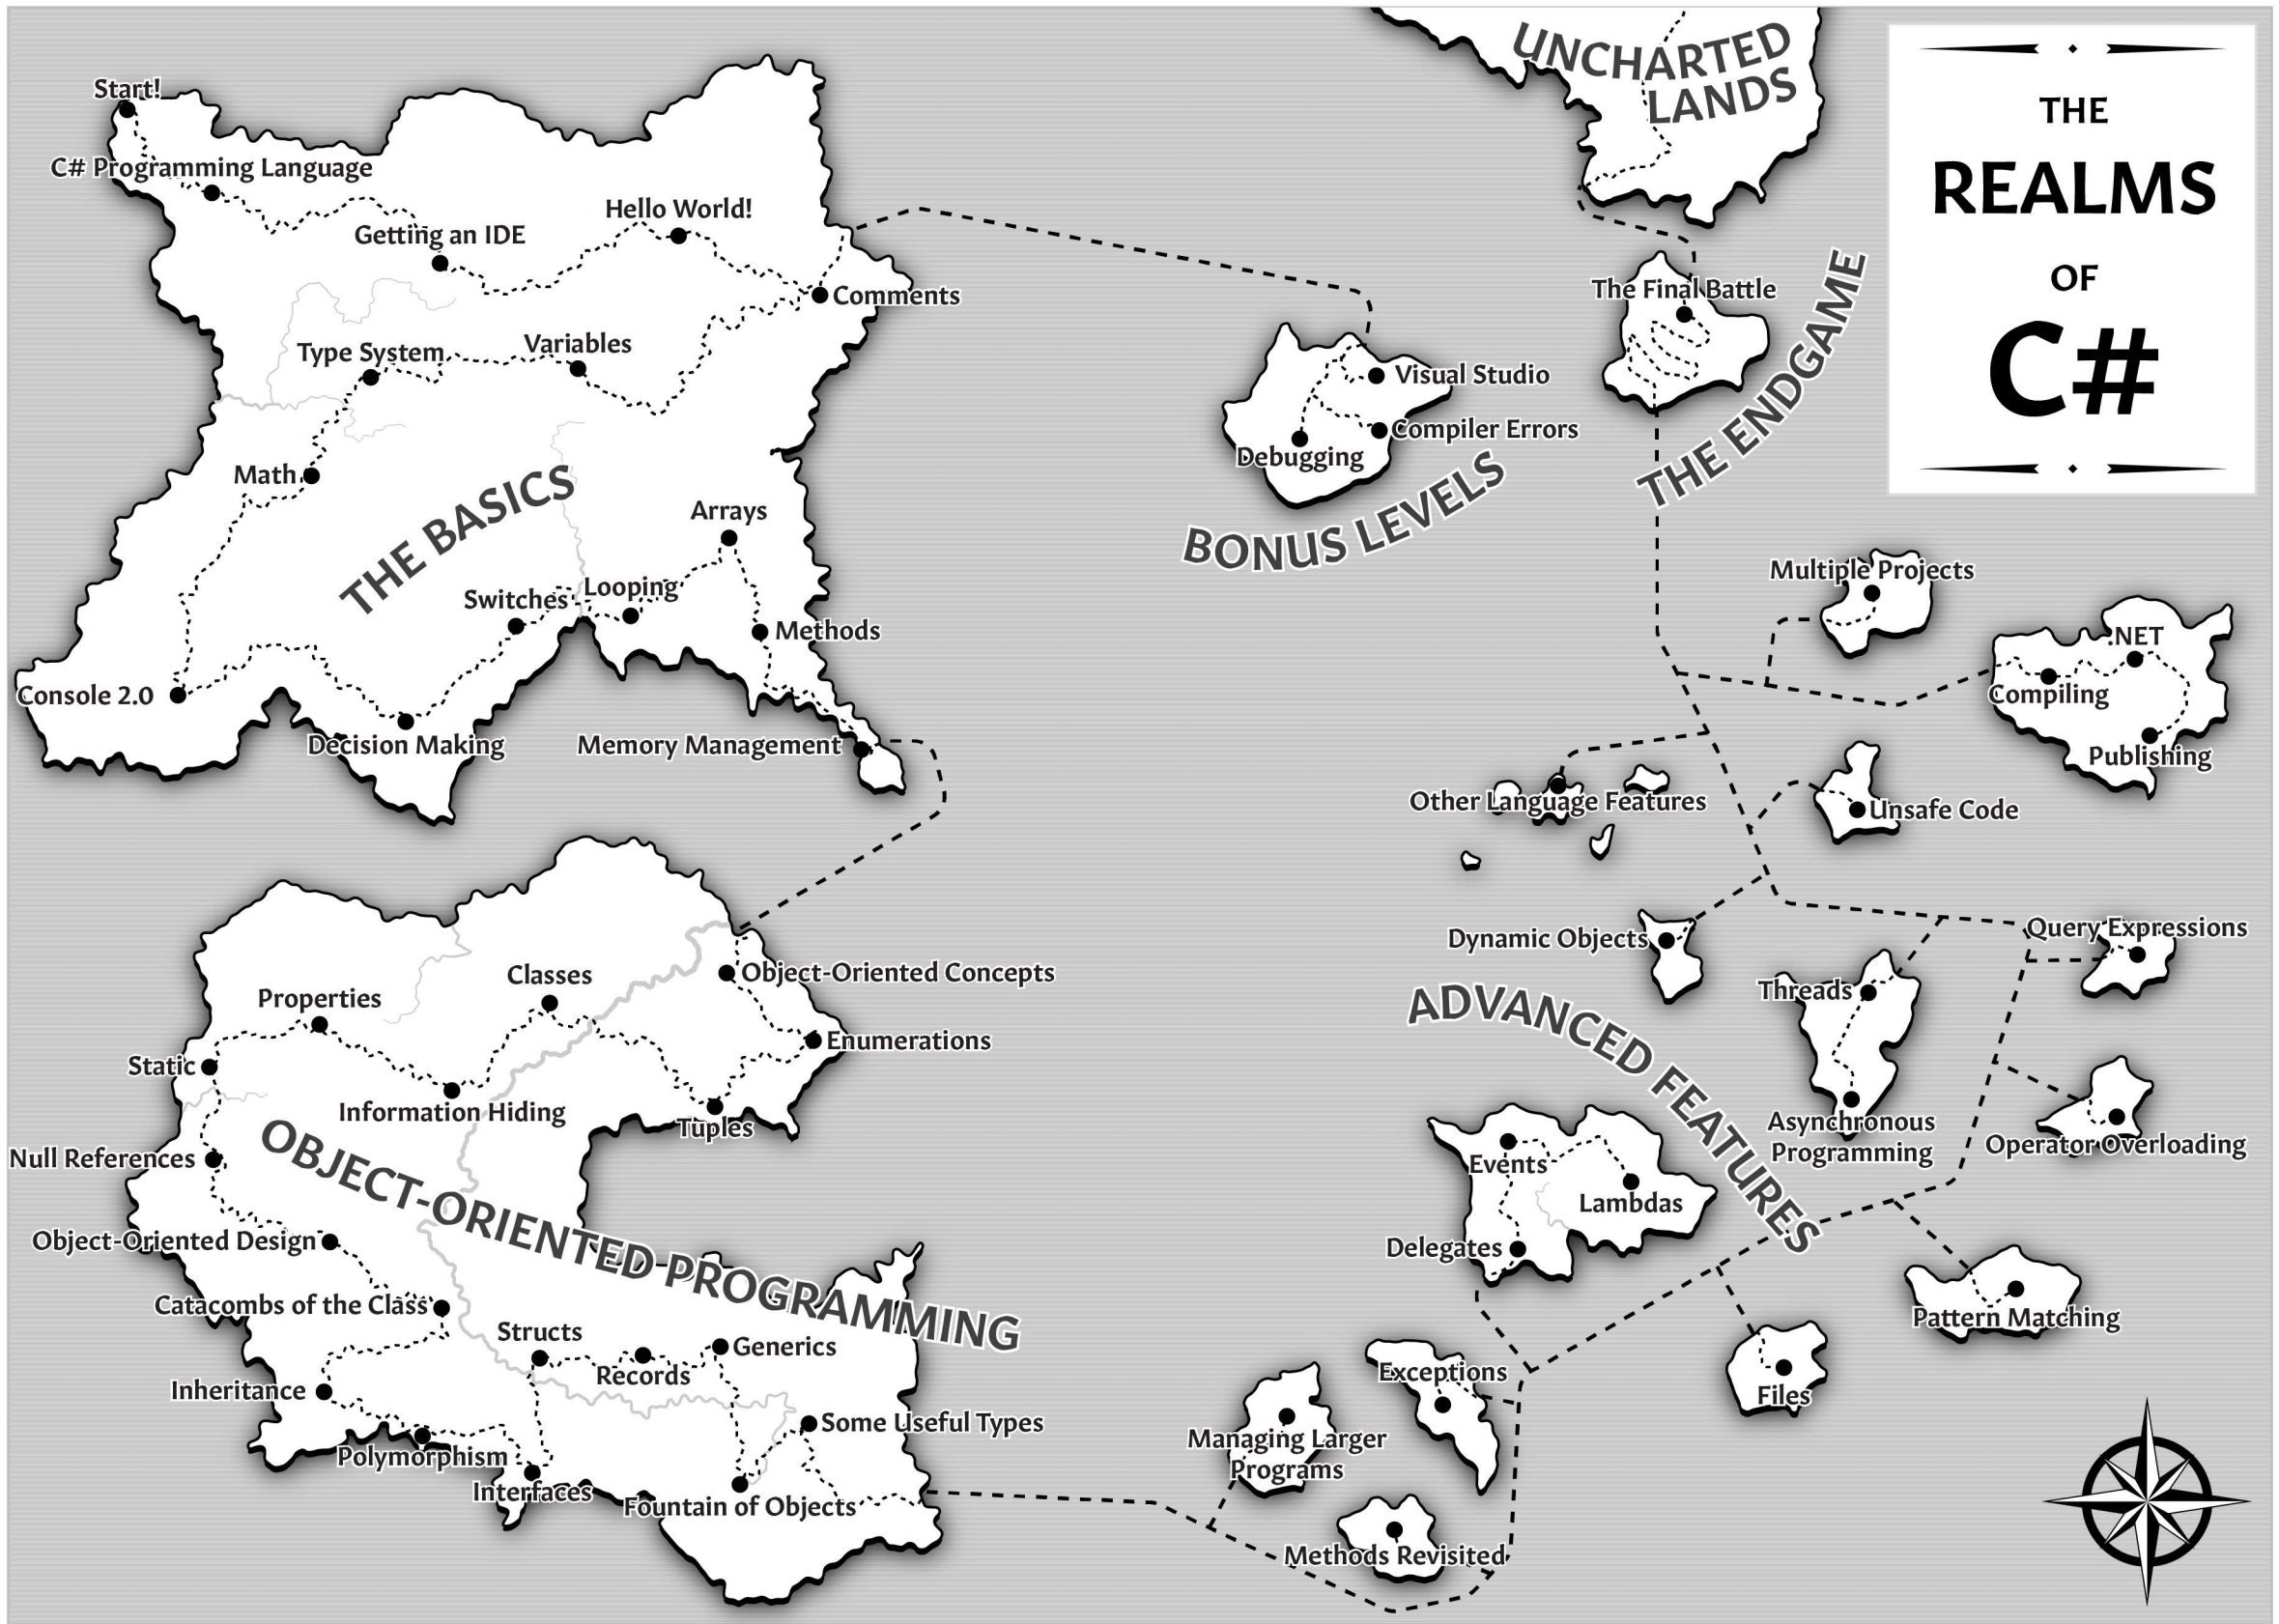 UNCHARTED
LANDS
THE
REALMS
OF
C#
Start!
C# Programming Language
Getting an IDE
Hello World!
Comments
Type System
Variables
Math
THE BASICS
Arrays
Switches
Looping
Methods
Console 2.0
Decision Making
Memory Management
Visual Studio
Compiler Errors
Debugging
BONUS LEVELS
The Final Battle
THE ENDGAME
Multiple Projects
.NET
Compiling
Publishing
Other Language Features
Unsafe Code
Dynamic Objects
Query Expressions
Threads
Asynchronous
Programming
Operator Overloading
ADVANCED FEATURES
Events
Lambdas
Delegates
Pattern Matching
Files
Exceptions
Managing Larger
Programs
Methods Revisited
Object-Oriented Concepts
Classes
Properties
Enumerations
Static
Information Hiding
Tuples
Null References
OBJECT-ORIENTED PROGRAMMING
Object-Oriented Design
Catacombs of the Class
Structs
Records
Generics
Inheritance
Some Useful Types
Polymorphism
Interfaces
Fountain of Objects